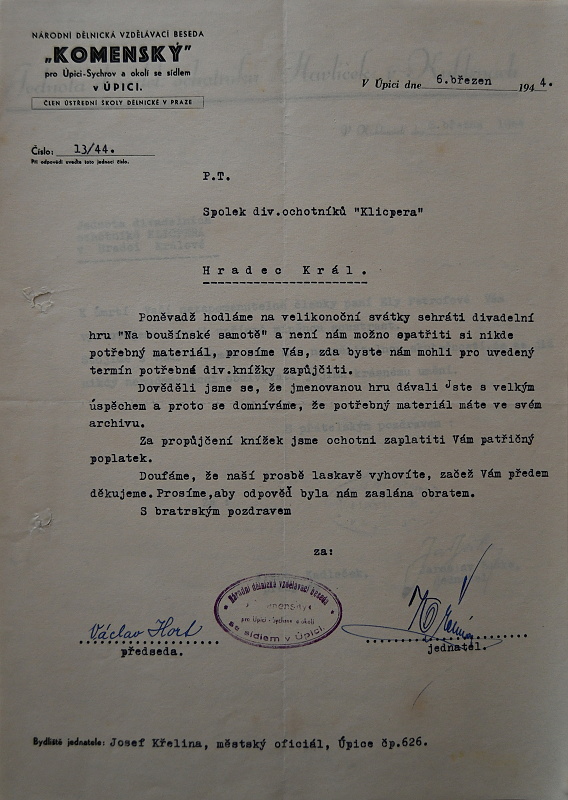 NÁRODNÍ DĚLNICKÁ VZDĚLÁVACÍ BESEDA
„KOMENSKÝ"
pro Úpici-Sychrov a okolí se sídlem
v ÚPICI.
ČLEN ÚSTŘEDNÍ ŠKOLY DĚLNICKÉ V PRAZE
V Úpici dne 6.březen 1944.
Číslo: 13/44.
Při odpovědi uveďte toto jednací číslo.
P.T.
Spolek div.ochotníků "Klicpera"
Hradec Král.
Poněvadž hodláme na velikonoční svátky sehráti divadelní
hru "Na boušínské samotě" a není nám možno spatřiti si nikde
potřebný materiál, prosíme Vás, zda byste nám mohli pro uvedený
termín potřebné div.knížky zapůjčiti.
Dověděli jsme se, že jmenovanou hru dávali Jste s velkým
úspěchem a proto se domníváme, že potřebný materiál máte ve svém
archivu.
Za propůjčení knížek jsme ochotni zaplatiti Vám patřičný
poplatek.
Doufáme, že naší prosbě laskavě vyhovíte, začež Vám předem
děkujeme.Prosíme,aby odpověď byla nám zaslána obratem.
S bratrským pozdravem
za:
Národní dělnická vzdělávací beseda
pro Úpici - Sychrov a okolí
se sídlem v Úpici.
Václav Hort
předseda.
Křelina
jednatel.
Bydliště jednatele: Josef Křelina, městský oficiál, Úpice čp.626.